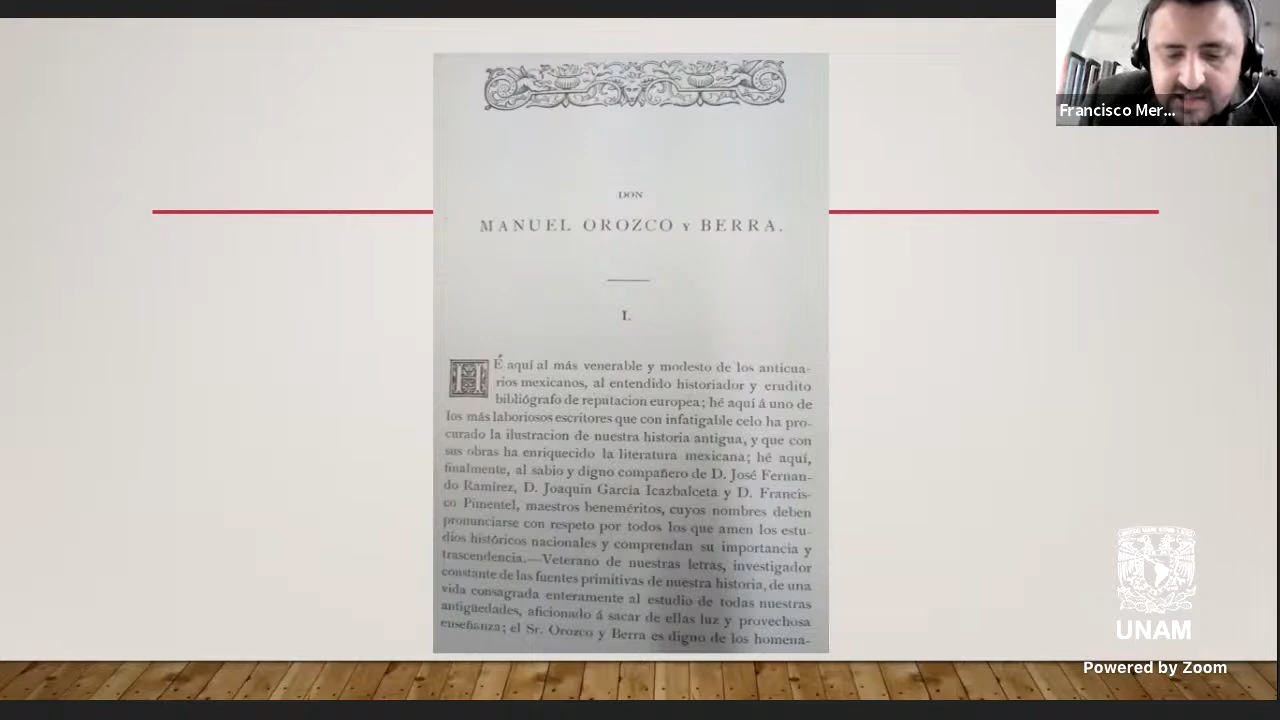 Francisco Mer...
DON
MANUEL OROZCO Y BERRA.
I.
HÉ aquí al más venerable y modesto de los anticua-
rios mexicanos, al entendido historiador y erudito
bibliógrafo de reputacion europea; hé aquí á uno de
los más laboriosos escritores que con infatigable celo ha pro-
curado la ilustracion de nuestra historia antigua, y que con
sus obras ha enriquecido la literatura mexicana; hé aquí,
finalmente, al sabio y digno compañero de D. José Fernan-
do Ramirez, D. Joaquin García Icazbalceta y D. Francis-
co Pimentel, maestros beneméritos, cuyos nombres deben
pronunciarse con respeto por todos los que amen los estu-
dios históricos nacionales y comprendan su importancia y
trascendencia.—Veterano de nuestras letras, investigador
constante de las fuentes primitivas de nuestra historia, de una
vida consagrada enteramente al estudio de todas nuestras
antigüedades, aficionado á sacar de ellas luz y provechosa
enseñanza; el Sr. Orozco y Berra es digno de los homena-
UNAM
Powered by Zoom